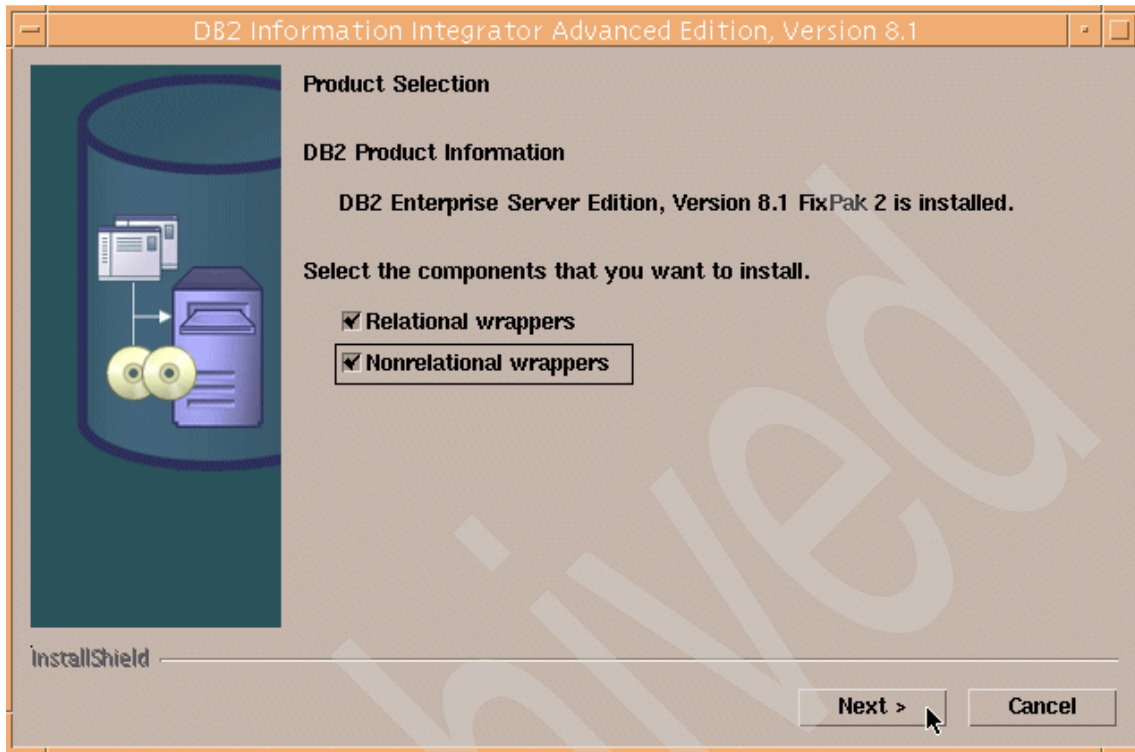 DB2 Information Integrator Advanced Edition, Version 8.1
Product Selection
DB2 Product Information
DB2 Enterprise Server Edition, Version 8.1 FixPak 2 is installed.
Select the components that you want to install.
Relational wrappers
Nonrelational wrappers
InstallShield
Next >
Cancel
hived